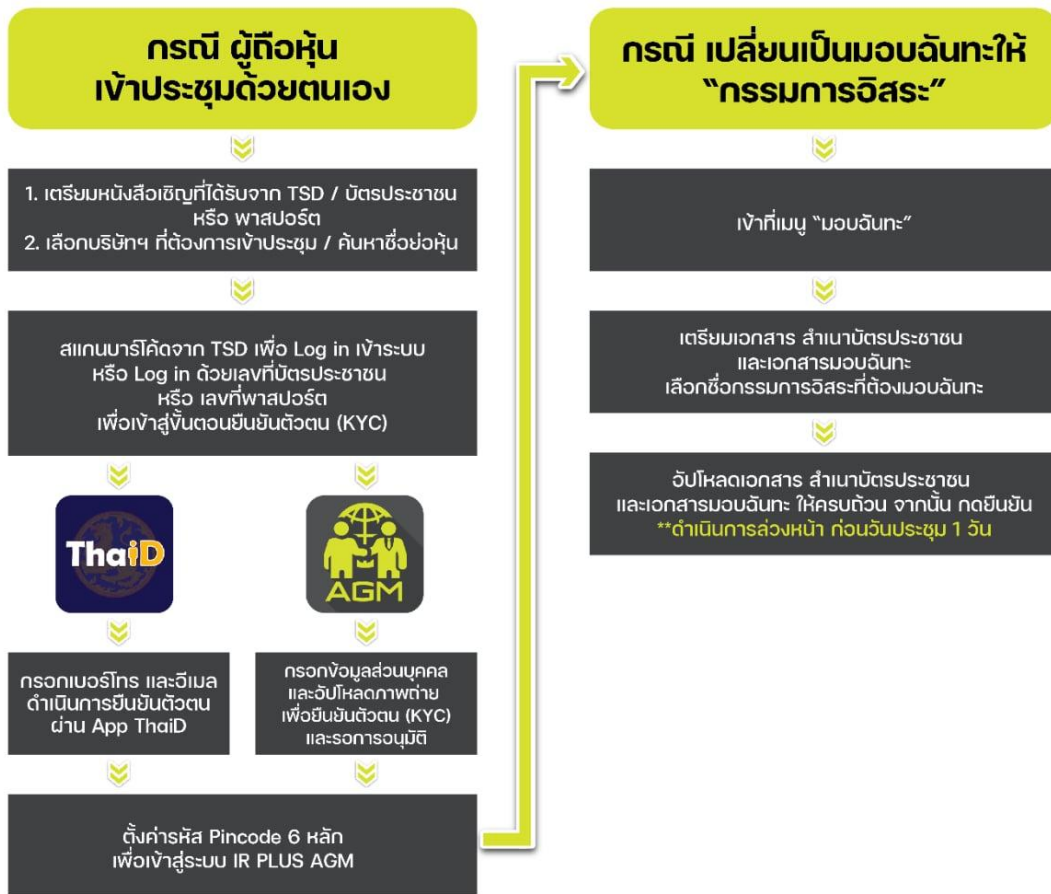 กรณี ผู้ถือหุ้น
เข้าประชุมด้วยตนเอง
1. เตรียมหนังสือเชิญที่ได้รับจาก TSD / บัตรประชาชน
หรือ พาสปอร์ต
2. เลือกบริษัทฯ ที่ต้องการเข้าประชุม / ค้นหาชื่อย่อหุ้น
สแกนบาร์โค้ดจาก TSD เพื่อ Log in เข้าระบบ
หรือ Log in ด้วยเลขที่บัตรประชาชน
หรือ เลขที่พาสปอร์ต
เพื่อเข้าสู่ขั้นตอนยืนยันตัวตน (KYC)
ThaiD
AGM
กรอกเบอร์โทร และอีเมล
ดำเนินการยืนยันตัวตน
ผ่าน App ThaiD
กรอกข้อมูลส่วนบุคคล
และอัปโหลดภาพถ่าย
เพื่อยืนยันตัวตน (KYC)
และรอการอนุมัติ
ตั้งค่ารหัส Pincode 6 หลัก
เพื่อเข้าสู่ระบบ IR PLUS AGM
กรณี เปลี่ยนเป็นมอบฉันทะให้
“กรรมการอิสระ”
เข้าที่เมนู “มอบฉันทะ”
เตรียมเอกสาร สำเนาบัตรประชาชน
และเอกสารมอบฉันทะ
เลือกชื่อกรรมการอิสระที่ต้องมอบฉันทะ
อัปโหลดเอกสาร สำเนาบัตรประชาชน
และเอกสารมอบฉันทะ ให้ครบถ้วน จากนั้น กดยืนยัน
**ดำเนินการล่วงหน้า ก่อนวันประชุม 1 วัน